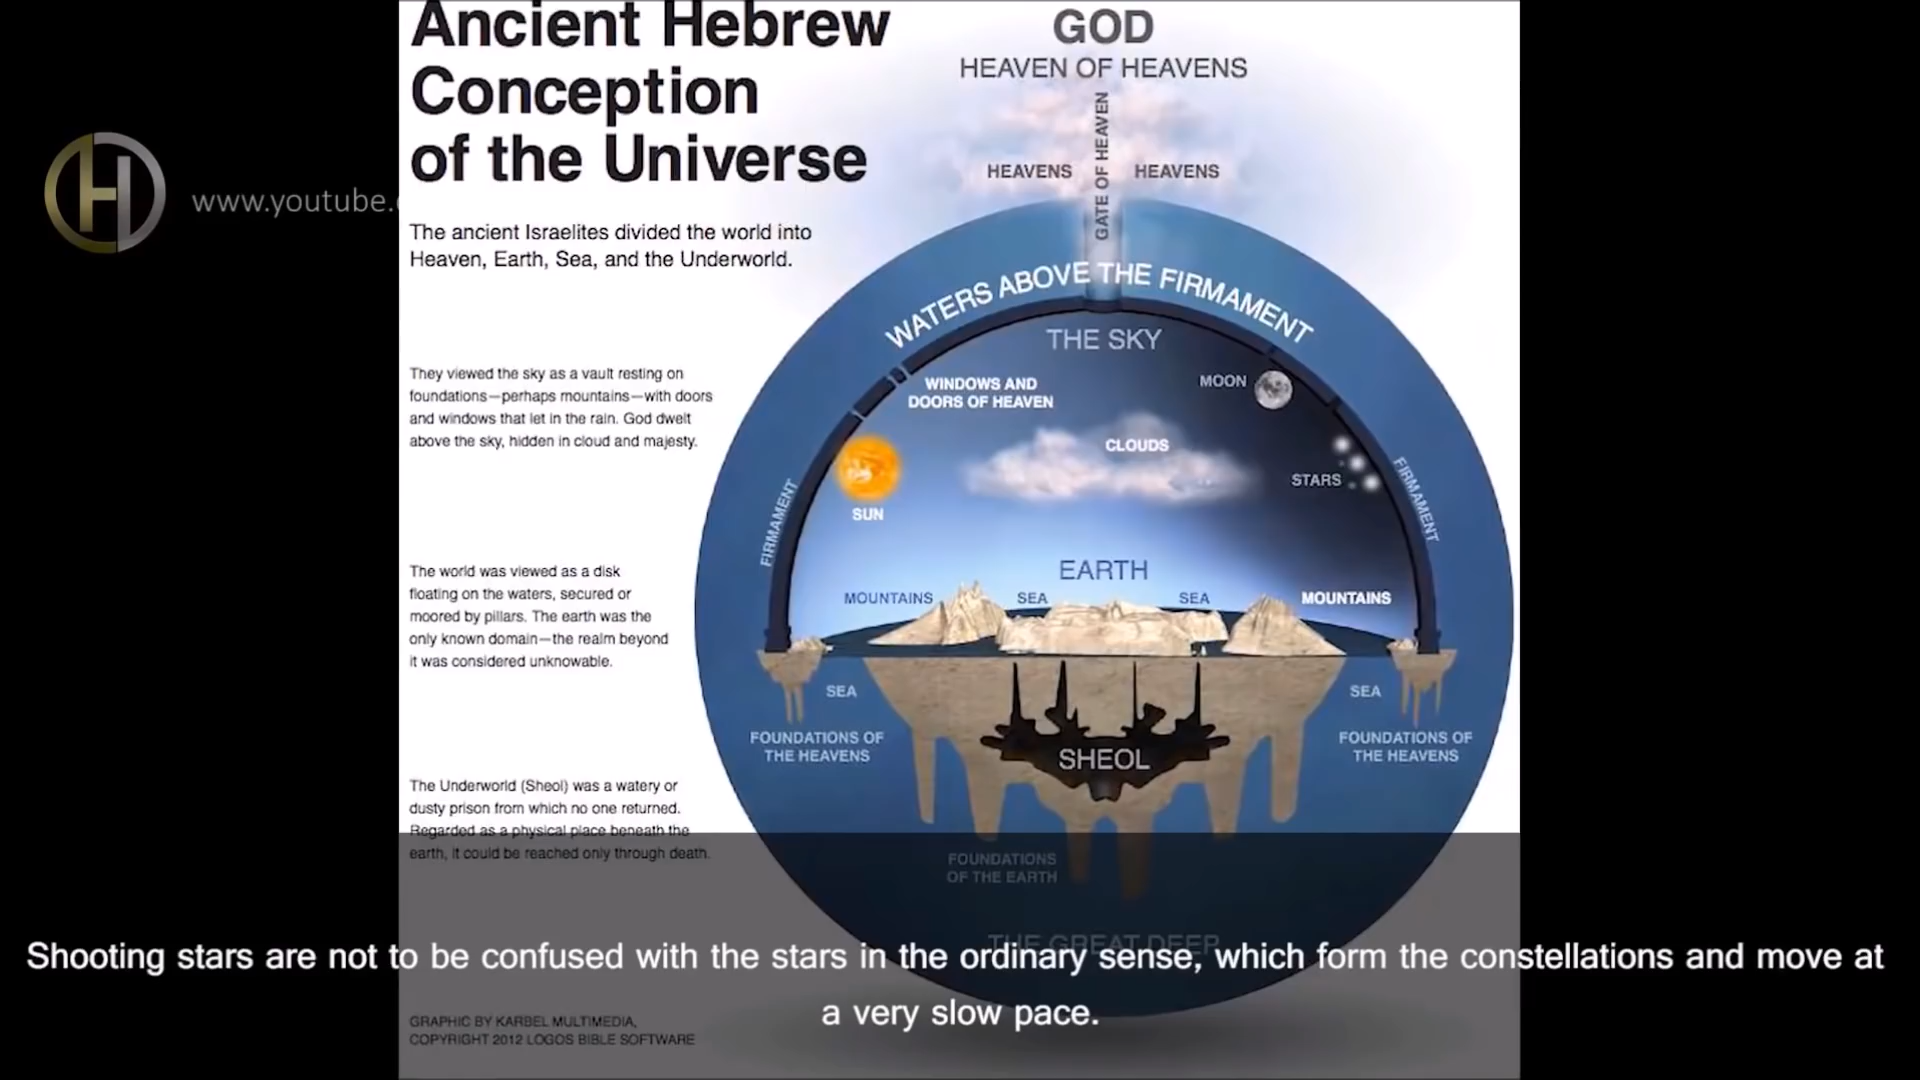 Ancient Hebrew
Conception
of the Universe
The ancient Israelites divided the world into
Heaven, Earth, Sea, and the Underworld.
They viewed the sky as a vault resting on
foundations—perhaps mountains—with doors
and windows that let in the rain. God dwelt
above the sky, hidden in cloud and majesty.
The world was viewed as a disk
floating on the waters, secured or
moored by pillars. The earth was the
only known domain—the realm beyond
it was considered unknowable.
The Underworld (Sheol) was a watery or
dusty prison from which no one returned.
Regarded as a physical place beneath the
earth, it could be reached only through death.
GRAPHIC BY KARBEL MULTIMEDIA,
COPYRIGHT 2012 LOGOS BIBLE SOFTWARE
www.youtube.
GOD
HEAVEN OF HEAVENS
GATE OF HEAVEN
HEAVENS
HEAVENS
WATERS ABOVE THE FIRMAMENT
THE SKY
WINDOWS AND
DOORS OF HEAVEN
MOON
CLOUDS
STARS
SUN
FIRMAMENT
FIRMAMENT
EARTH
MOUNTAINS
SEA
SEA
MOUNTAINS
SEA
SEA
FOUNDATIONS OF
THE HEAVENS
FOUNDATIONS OF
THE HEAVENS
SHEOL
FOUNDATIONS
OF THE EARTH
THE GREAT DEEP
Shooting stars are not to be confused with the stars in the ordinary sense, which form the constellations and move at
a very slow pace.